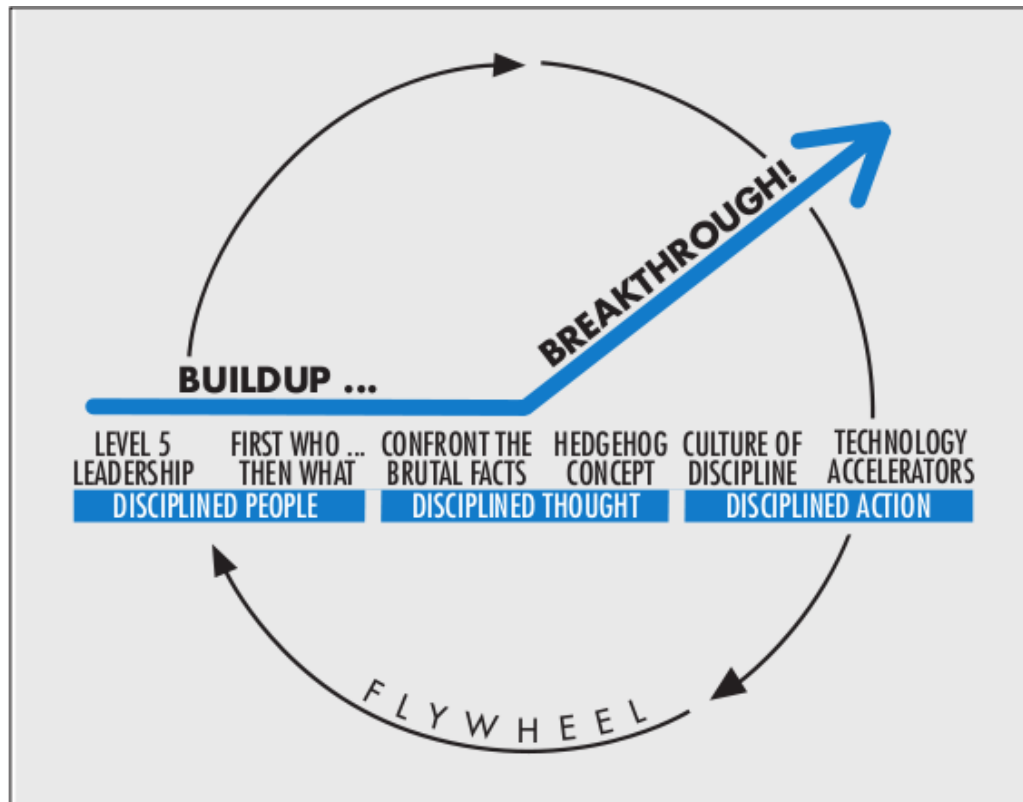 BREAKTHROUGH!
BUILDUP ...
LEVEL 5
LEADERSHIP
FIRST WHO ...
THEN WHAT
CONFRONT THE
BRUTAL FACTS
HEDGEHOG
CONCEPT
CULTURE OF
DISCIPLINE
TECHNOLOGY
ACCELERATORS
DISCIPLINED PEOPLE
DISCIPLINED THOUGHT
DISCIPLINED ACTION
FLYWHEEL